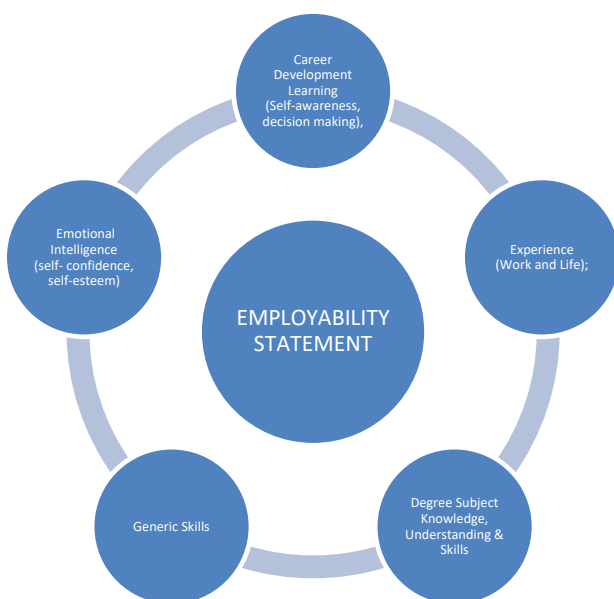 Career
Development
Learning
(Self-awareness,
decision making),
Emotional
Intelligence
(self- confidence,
self-esteem)
Experience
(Work and Life);
EMPLOYABILITY
STATEMENT
Generic Skills
Degree Subject
Knowledge,
Understanding &
Skills